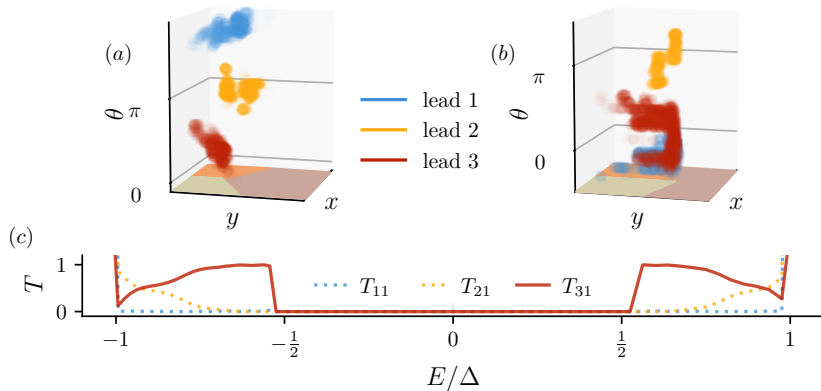 (a)
θ
π
0
y
x
lead 1
lead 2
lead 3
(b)
θ
π
0
y
x
(c)
T
1
0
T₁₁
T₂₁
T₃₁
−1
−1/2
0
1/2
1
E/Δ